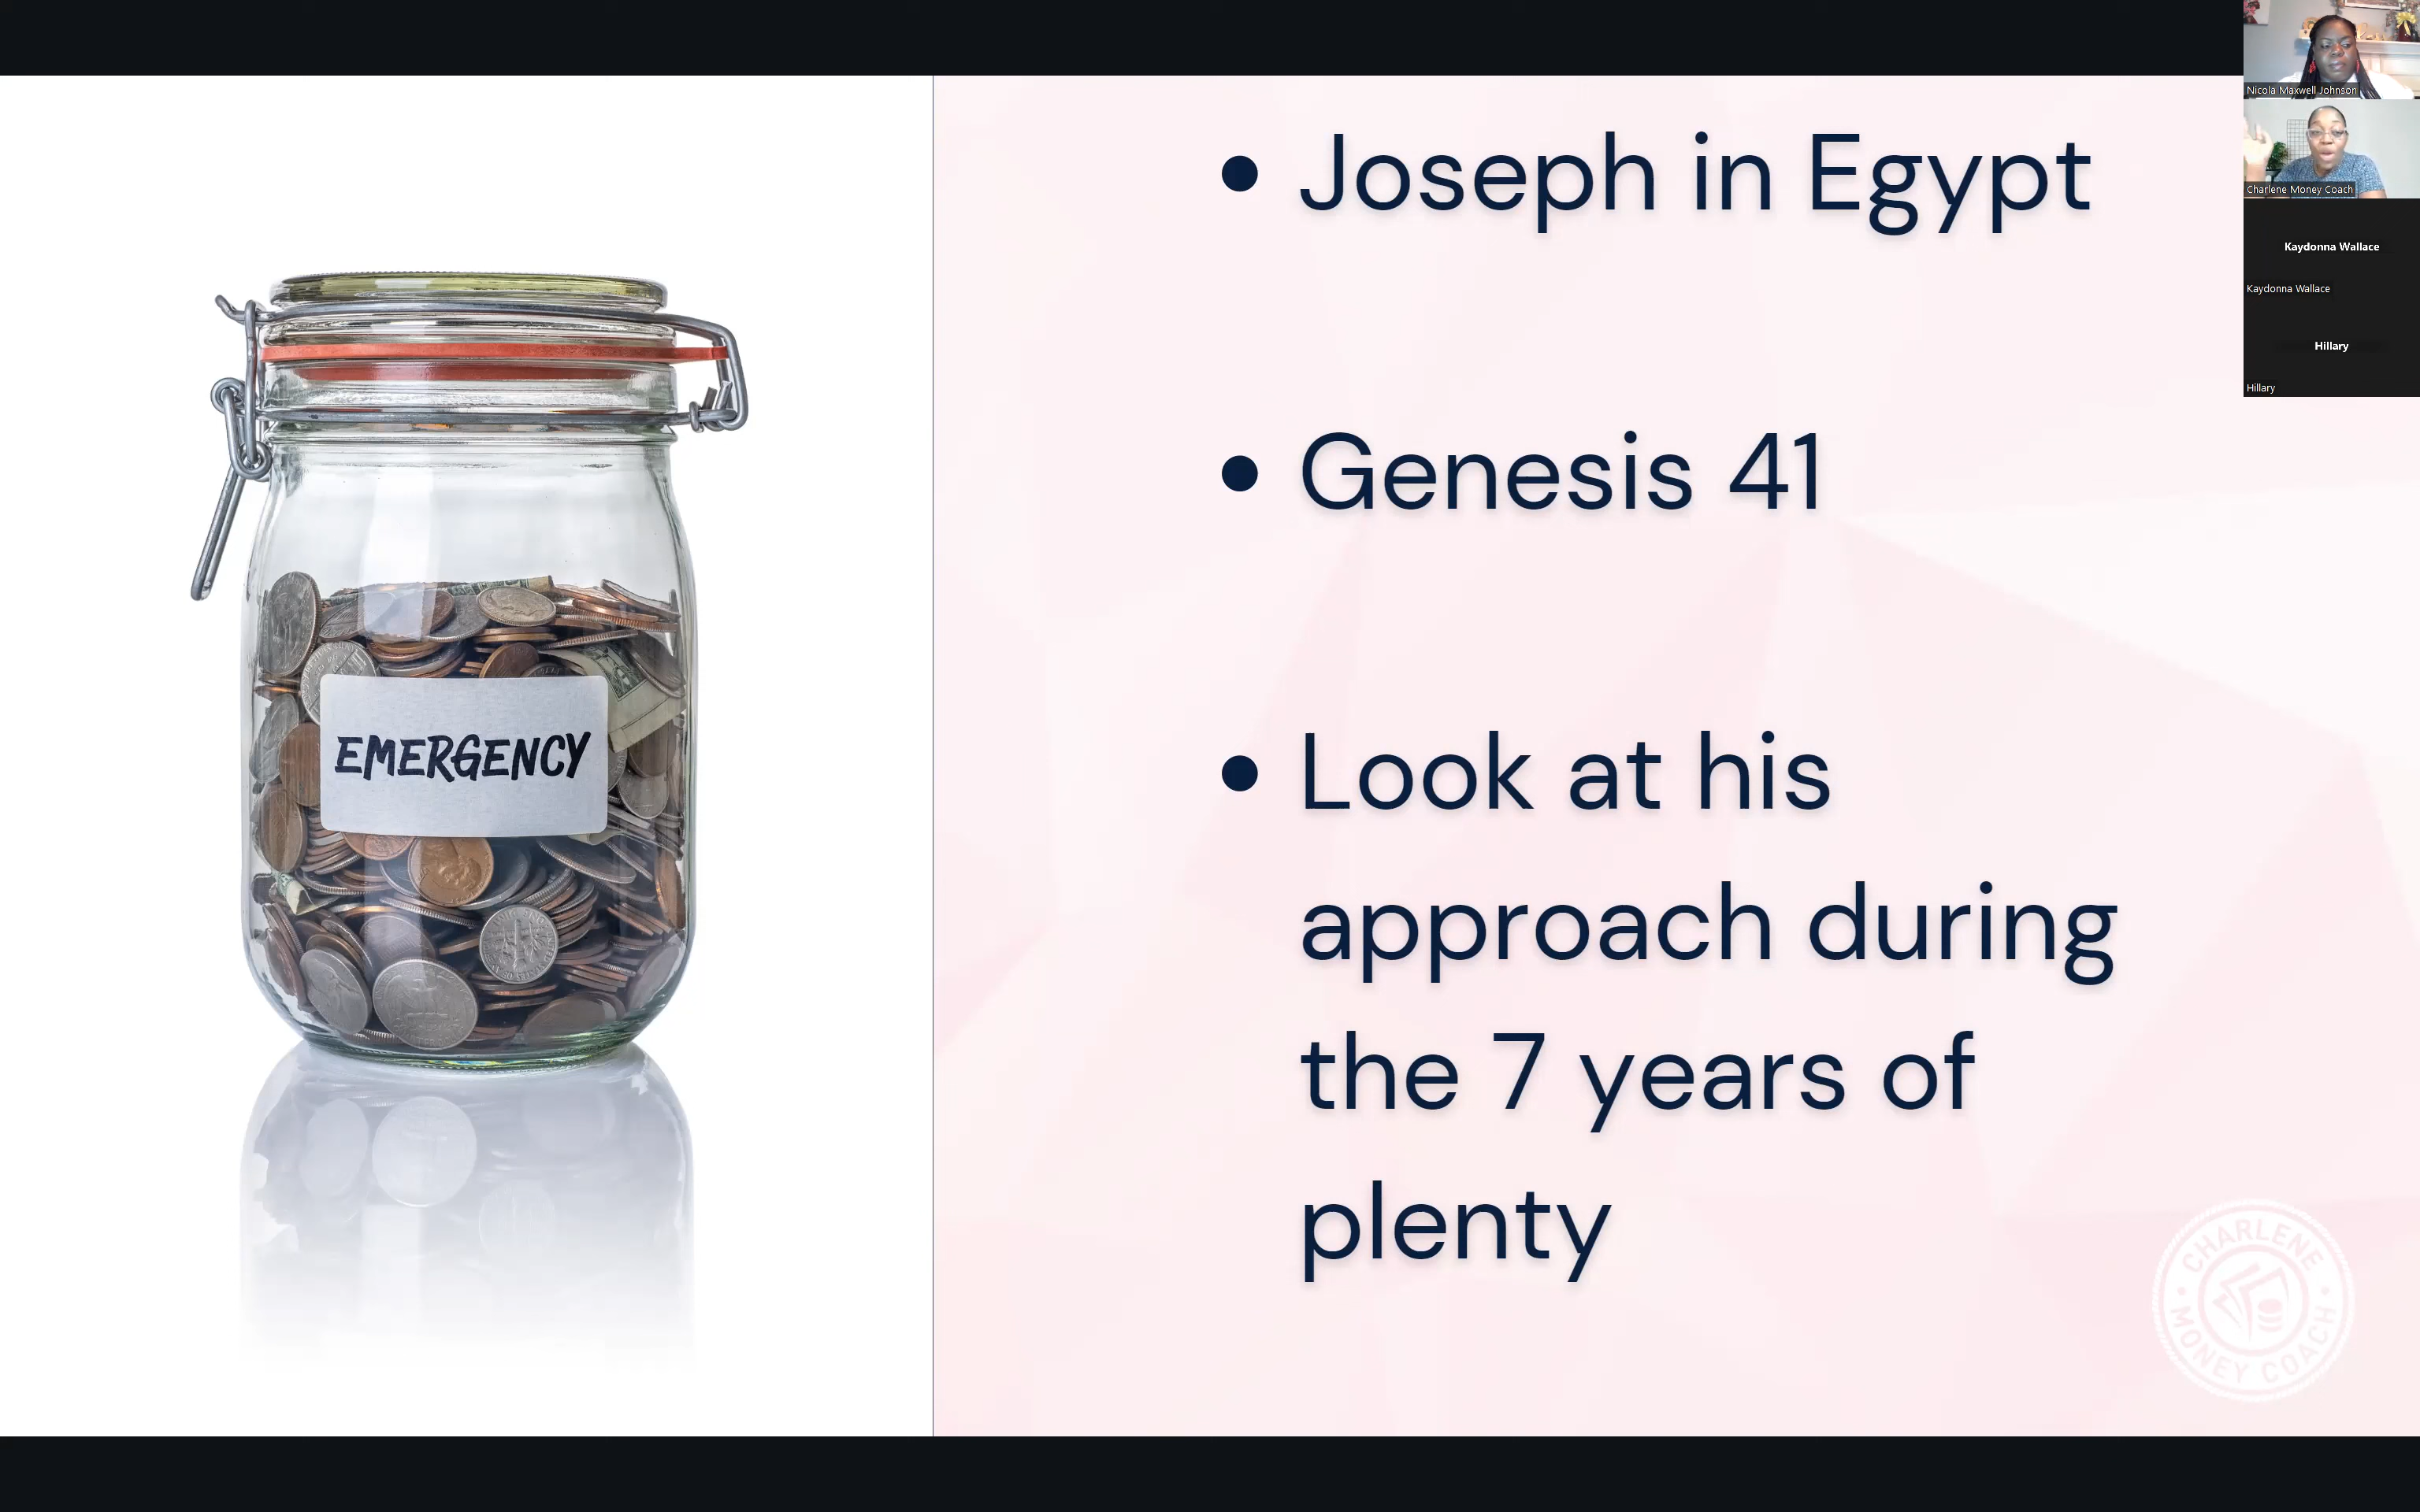 Nicola Maxwell Johnson
Charlene Money Coach
Kaydonna Wallace
Kaydonna Wallace
Hillary
Hillary
• Joseph in Egypt
• Genesis 41
• Look at his
approach during
the 7 years of
plenty
EMERGENCY
CHARLENE
MONEY COACH